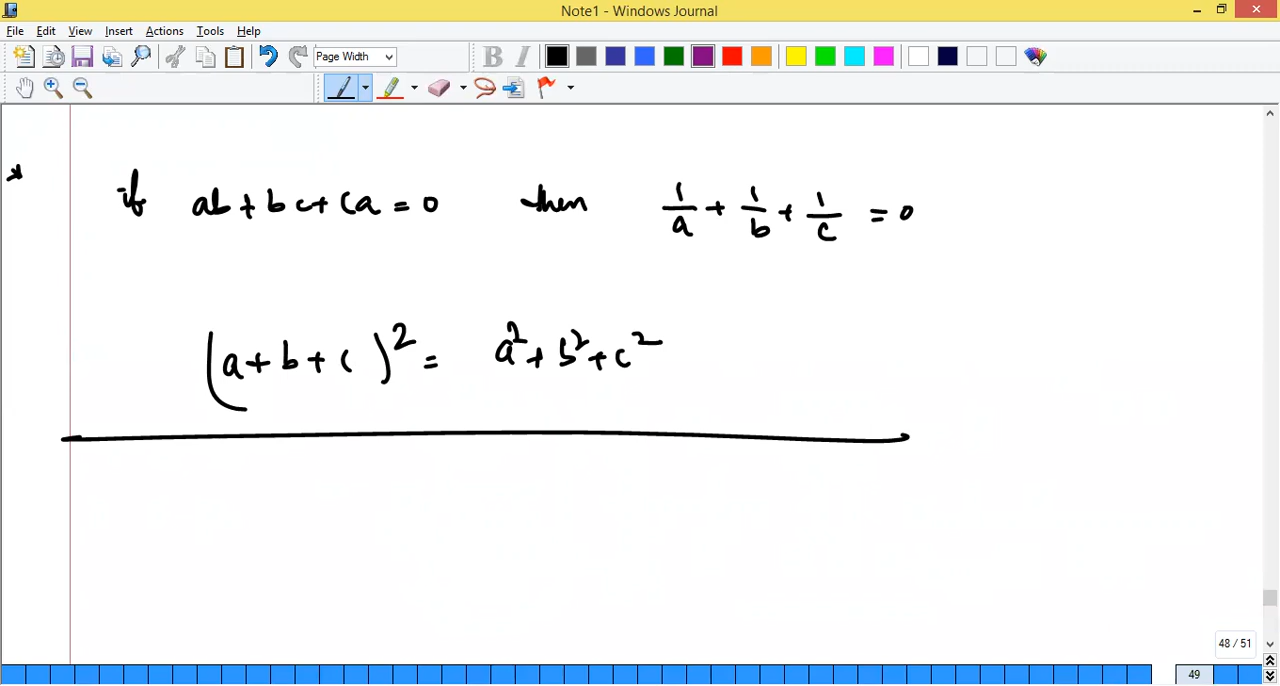 Note1 - Windows Journal
File Edit View Insert Actions Tools Help
Page Width B I
* if ab + bc + ca = 0 then 1/a + 1/b + 1/c = 0
(a + b + c)² = a² + b² + c²
48 / 51
49